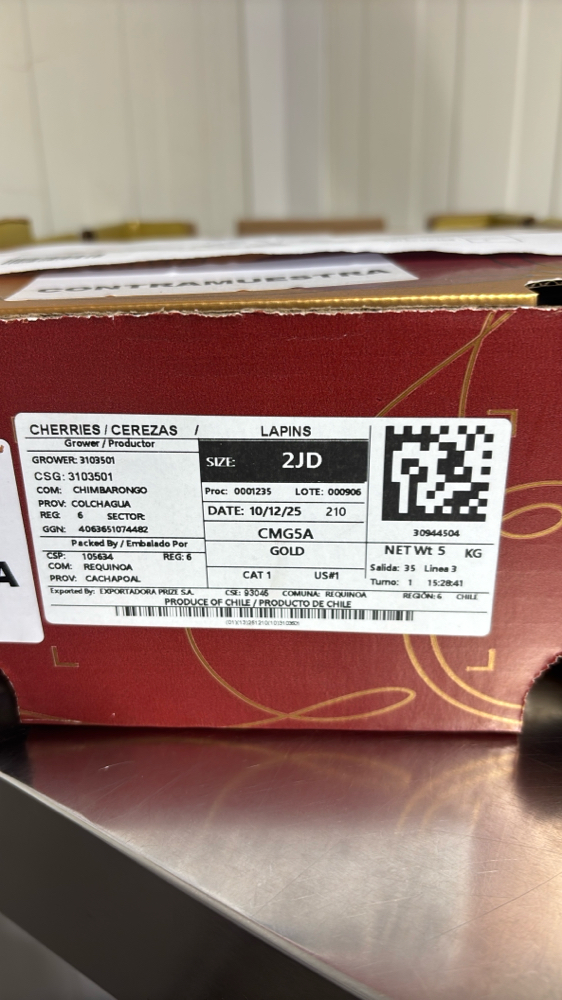 CONTRAMUESTRA
CHERRIES / CEREZAS / LAPINS
Grower / Productor
GROWER: 3103501
CSG: 3103501
COM: CHIMBARONGO
PROV: COLCHAGUA
REG: 6 SECTOR:
GGN: 4063651074482
Packed By / Embalado Por
CSP: 105634 REG: 6
COM: REQUINOA
PROV: CACHAPOAL
SIZE: 2JD
Proc: 0001235 LOTE: 000906
DATE: 10/12/25 210
CMG5A
GOLD
CAT 1 US#1
30944504
NET Wt 5 KG
Salida: 35 Linea 3
Turno: 1 15:28:41
Exported By: EXPORTADORA PRIZE S.A. CSE: 93046 COMUNA: REQUINOA REGIÓN: 6 CHILE
PRODUCE OF CHILE / PRODUCTO DE CHILE
A